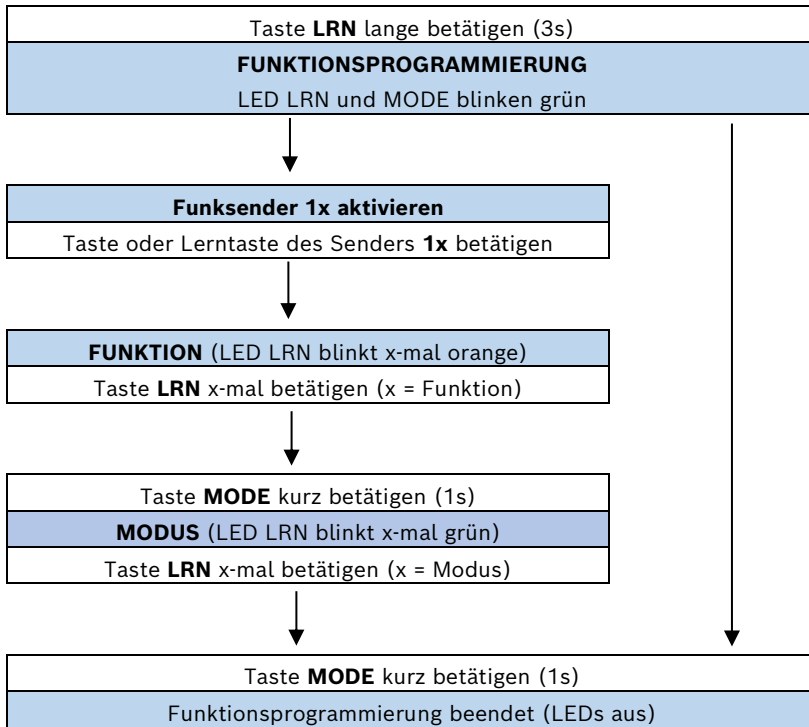 Taste LRN lange betätigen (3s)
FUNKTIONSPROGRAMMIERUNG
LED LRN und MODE blinken grün
Funksender 1x aktivieren
Taste oder Lerntaste des Senders 1x betätigen
FUNKTION (LED LRN blinkt x-mal orange)
Taste LRN x-mal betätigen (x = Funktion)
Taste MODE kurz betätigen (1s)
MODUS (LED LRN blinkt x-mal grün)
Taste LRN x-mal betätigen (x = Modus)
Taste MODE kurz betätigen (1s)
Funktionsprogrammierung beendet (LEDs aus)